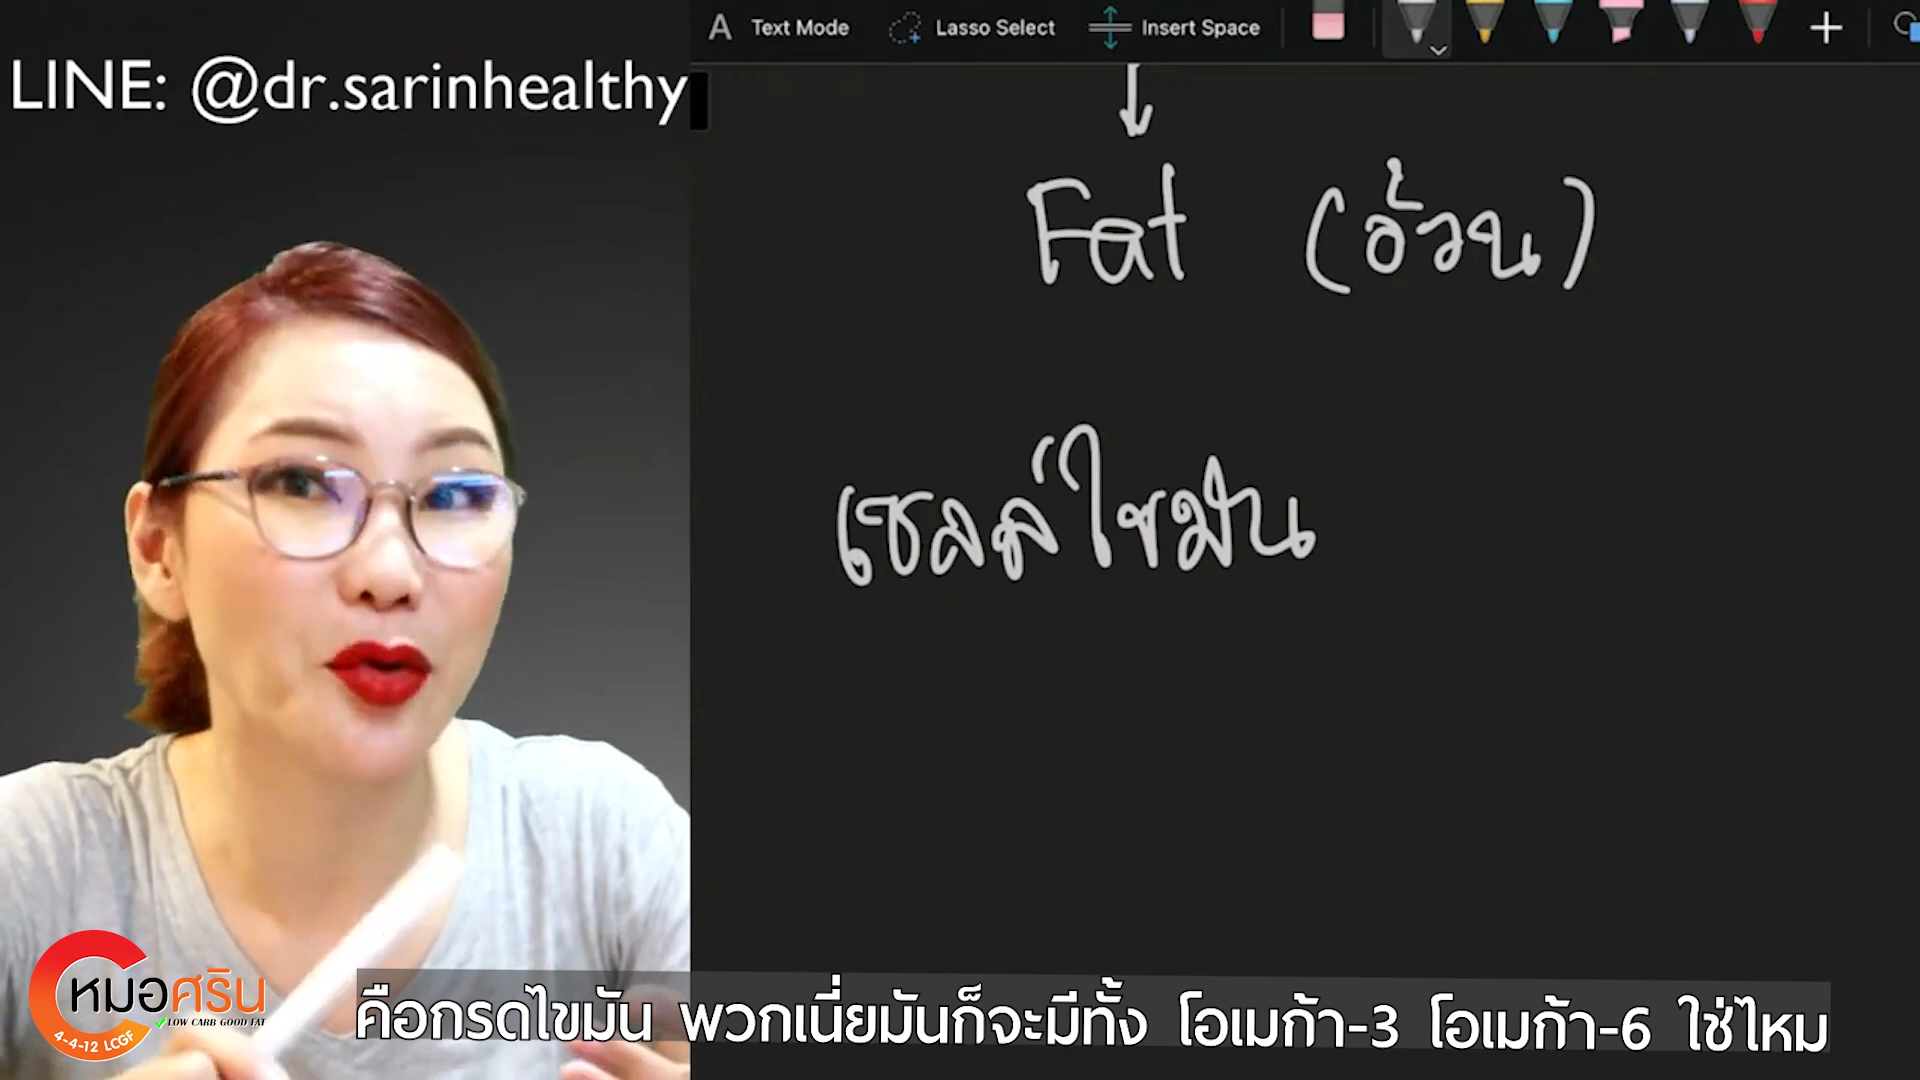 A Text Mode Lasso Select Insert Space
LINE: @dr.sarinhealthy
Fat (อ้วน)
เซลล์ไขมัน
หมอศริน
LOW CARB GOOD FAT
4-4-12 LCGF
คือกรดไขมัน พวกเนี่ยมันก็จะมีทั้ง โอเมก้า-3 โอเมก้า-6 ใช่ไหม